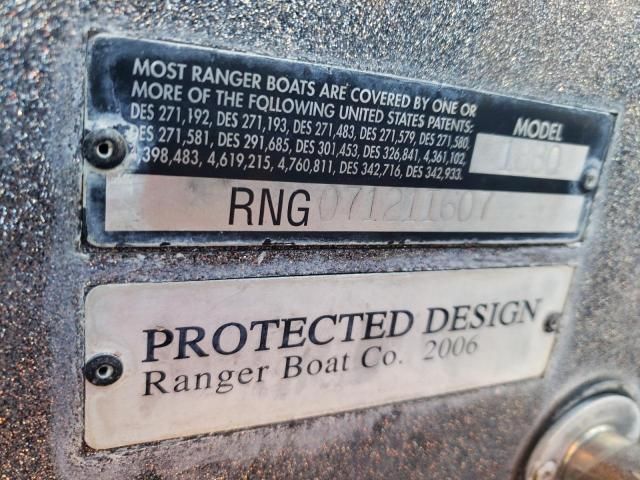 MOST RANGER BOATS ARE COVERED BY ONE OR
MORE OF THE FOLLOWING UNITED STATES PATENTS:
DES 271,192, DES 271,193, DES 271,483, DES 271,579, DES 271,580,
DES 271,581, DES 291,685, DES 301,453, DES 326,841, 4,361,102,
4,398,483, 4,619,215, 4,760,811, DES 342,716, DES 342,933.
MODEL
RNG071211607
PROTECTED DESIGN
Ranger Boat Co. 2006